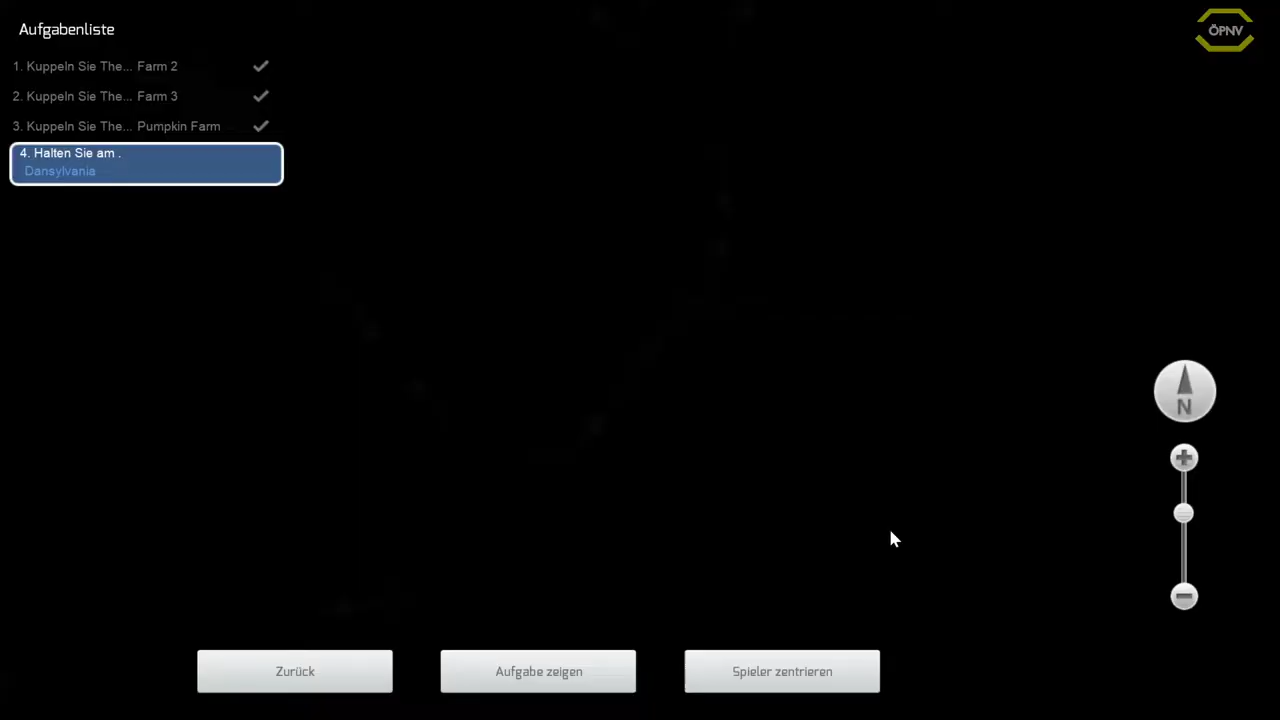 Aufgabenliste
ÖPNV
1. Kuppeln Sie The... Farm 2
2. Kuppeln Sie The... Farm 3
3. Kuppeln Sie The... Pumpkin Farm
4. Halten Sie am .
Dansylvania
N
Zurück
Aufgabe zeigen
Spieler zentrieren